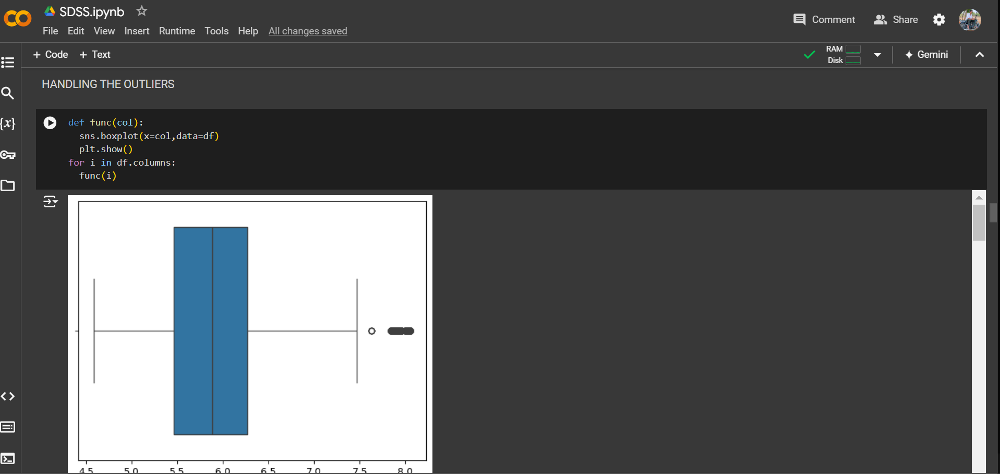 SDSS.ipynb
File Edit View Insert Runtime Tools Help All changes saved
Comment Share
+ Code + Text
RAM
Disk
Gemini
{x}
HANDLING THE OUTLIERS
def func(col):
  sns.boxplot(x=col,data=df)
  plt.show()
for i in df.columns:
  func(i)
4.5 5.0 5.5 6.0 6.5 7.0 7.5 8.0